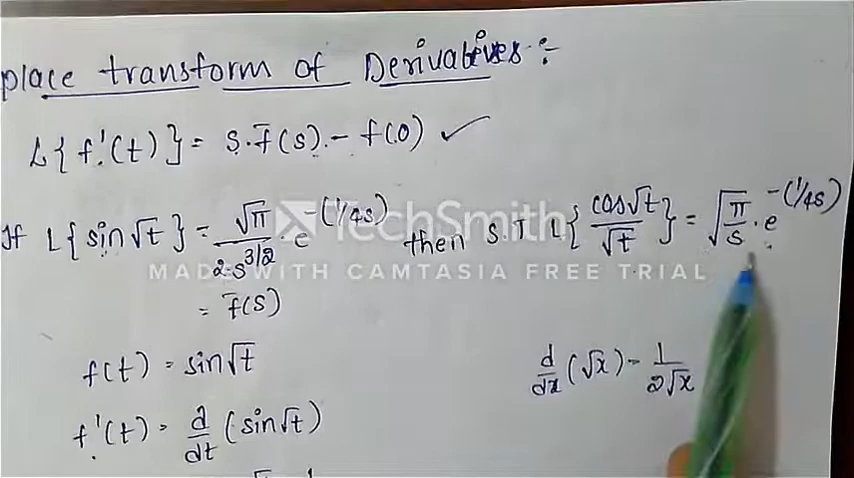 place transform of Derivatives :-
L{f'(t)} = s.f̄(s) - f(0) ✓
If L{sin√t} = √π/2.s^3/2 . e^-(1/4s) then S.T L{cos√t/√t} = √π/s . e^-(1/4s)
TechSmith
MADE WITH CAMTASIA FREE TRIAL
= f̄(s)
f(t) = sin√t
d/dx (√x) = 1/2√x
f'(t) = d/dt (sin√t)